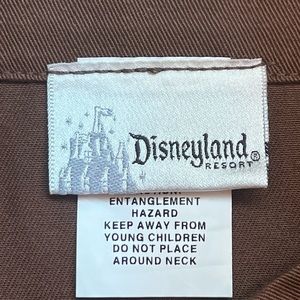 Disneyland®
RESORT
ENTANGLEMENT
HAZARD
KEEP AWAY FROM
YOUNG CHILDREN
DO NOT PLACE
AROUND NECK